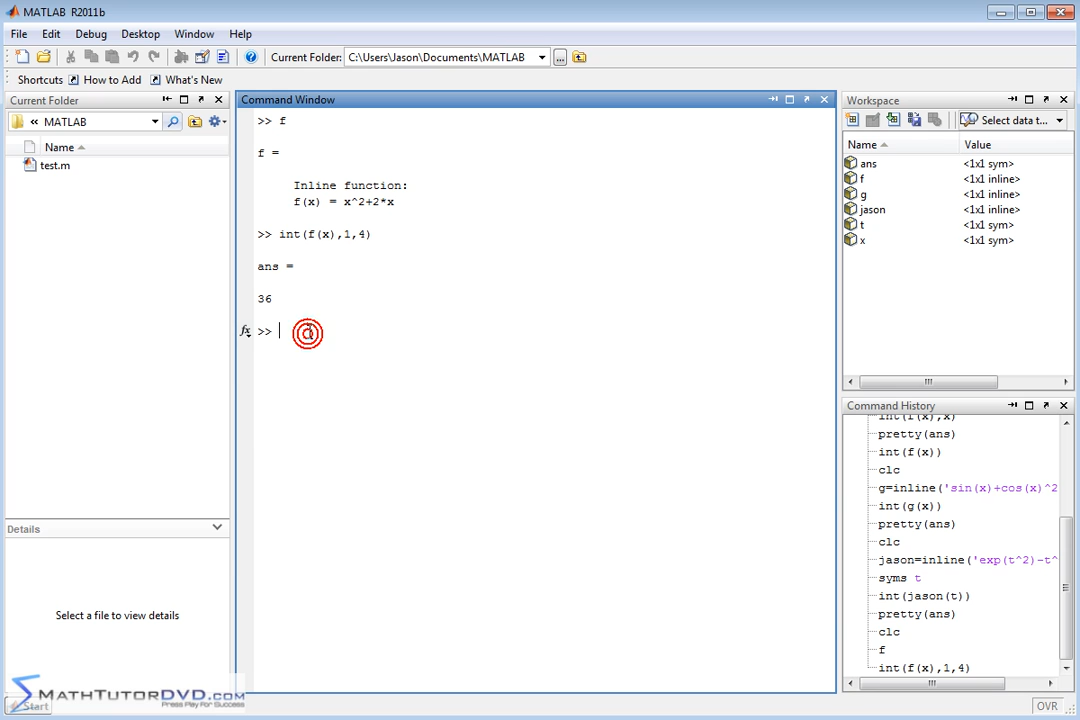 MATLAB R2011b
File Edit Debug Desktop Window Help
Current Folder: C:\Users\Jason\Documents\MATLAB ...
Shortcuts How to Add What's New
Current Folder
« MATLAB
Name
test.m
Details
Select a file to view details
MATHTUTORDVD.COM
Press Play For Success
Start
Command Window
>> f
f =
Inline function:
f(x) = x^2+2*x
>> int(f(x),1,4)
ans =
36
fx >>
Workspace
Select data t...
Name Value
ans <1x1 sym>
f <1x1 inline>
g <1x1 inline>
jason <1x1 inline>
t <1x1 sym>
x <1x1 sym>
Command History
int(f(x),x)
pretty(ans)
int(f(x))
clc
g=inline('sin(x)+cos(x)^2
int(g(x))
pretty(ans)
clc
jason=inline('exp(t^2)-t^
syms t
int(jason(t))
pretty(ans)
clc
f
int(f(x),1,4)
OVR